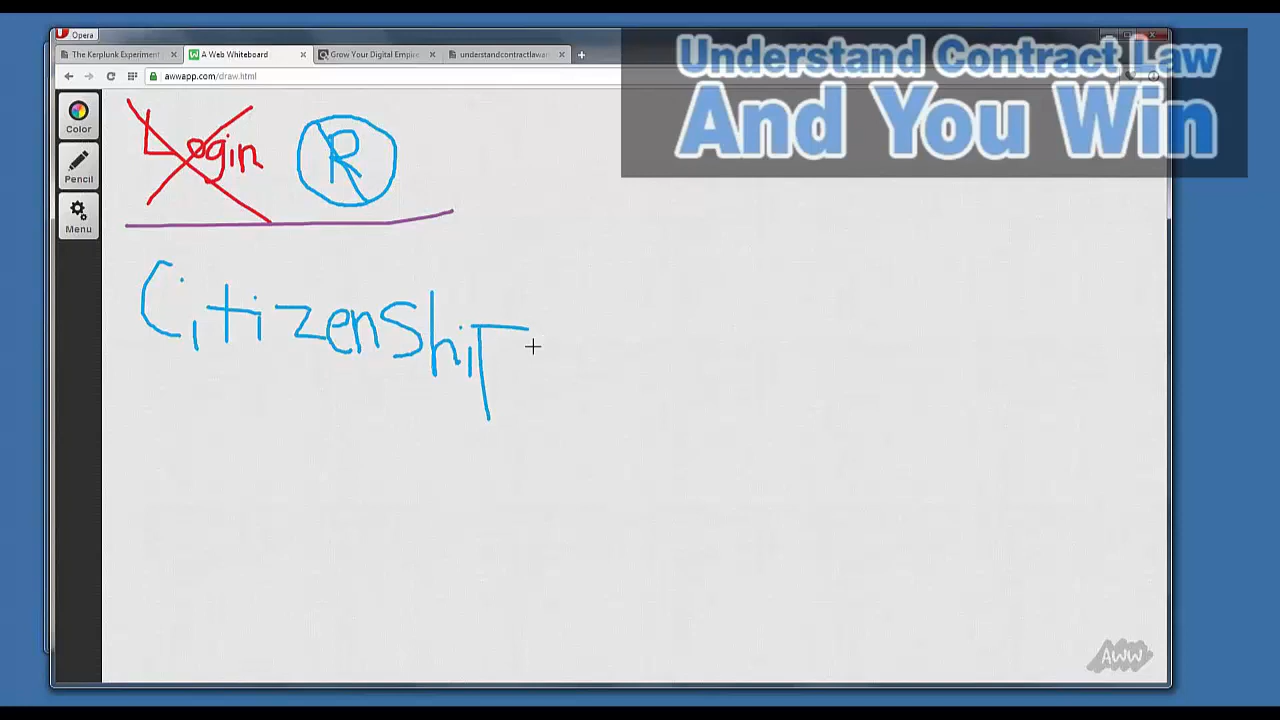 Opera
The Kerplunk Experiment
A Web Whiteboard
Grow Your Digital Empire
understandcontractlawan
awwapp.com/draw.html
Understand Contract Law
And You Win
Color
Pencil
Menu
Login R
CitizenshiT
AWW